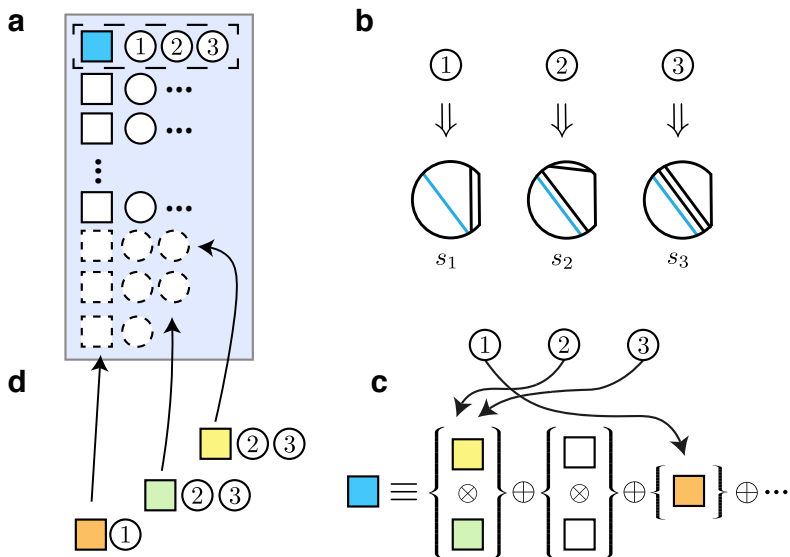 a
① ② ③
•••
•••
•••
b
① ② ③
⇓ ⇓ ⇓
s₁ s₂ s₃
c
① ② ③
≡ { ⊗ } ⊕ { ⊗ } ⊕ { } ⊕ •••
d
② ③
② ③
①